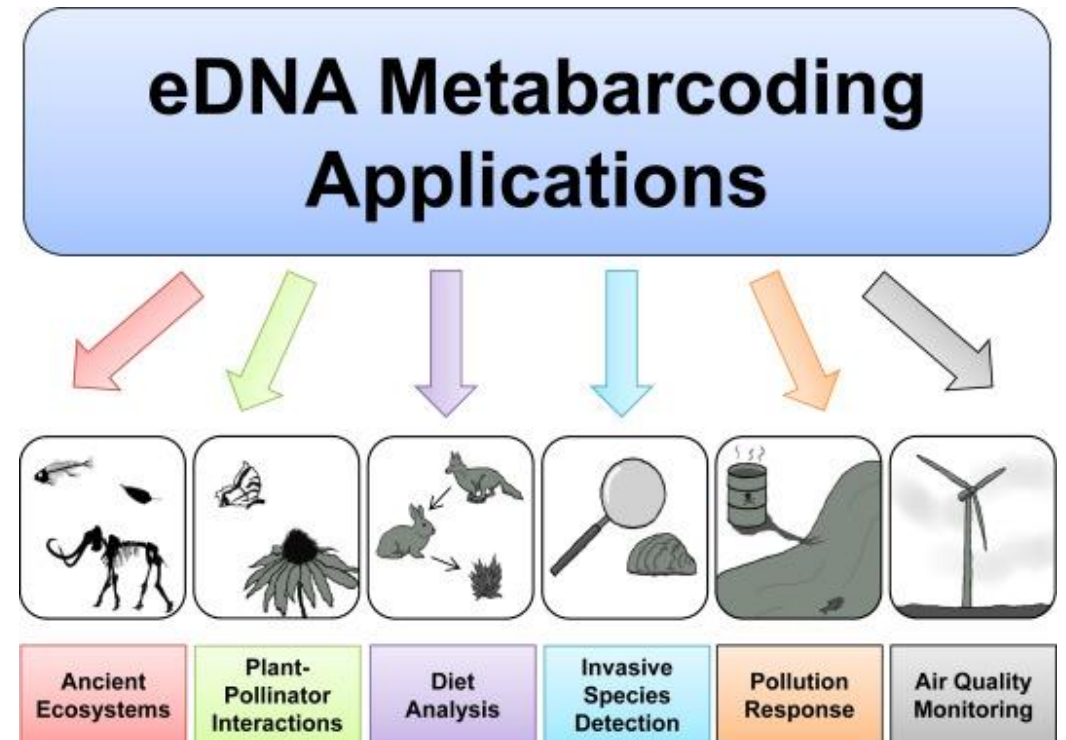 eDNA Metabarcoding
Applications
Ancient
Ecosystems
Plant-
Pollinator
Interactions
Diet
Analysis
Invasive
Species
Detection
Pollution
Response
Air Quality
Monitoring